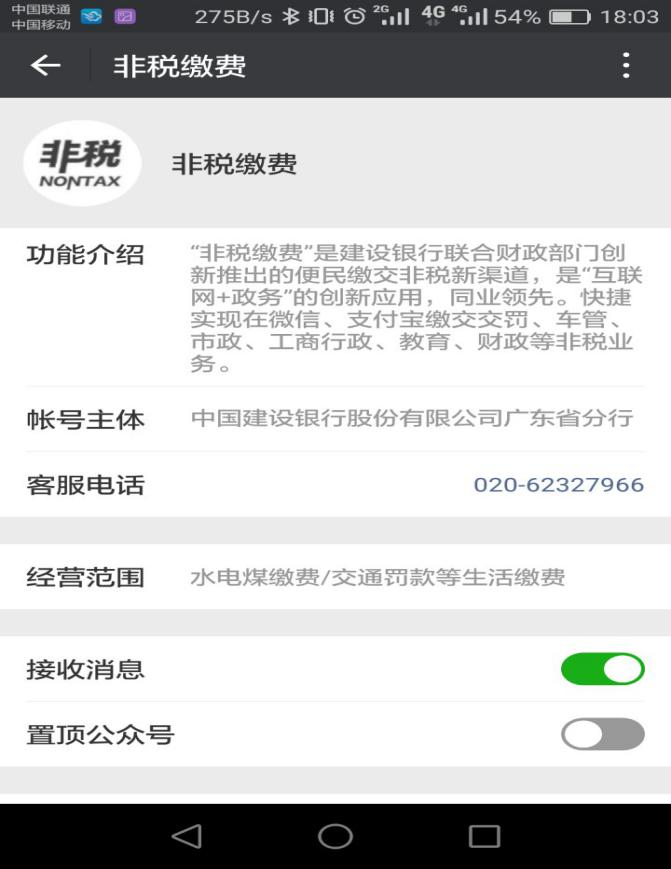 中国联通
中国移动
275B/s 2G 4G 4G 54% 18:03
非税缴费
非税
NONTAX
非税缴费
功能介绍
“非税缴费”是建设银行联合财政部门创
新推出的便民缴交非税新渠道，是“互联
网+政务”的创新应用，同业领先。快捷
实现在微信、支付宝缴交交罚、车管、
市政、工商行政、教育、财政等非税业
务。
帐号主体 中国建设银行股份有限公司广东省分行
客服电话 020-62327966
经营范围 水电煤缴费/交通罚款等生活缴费
接收消息
置顶公众号